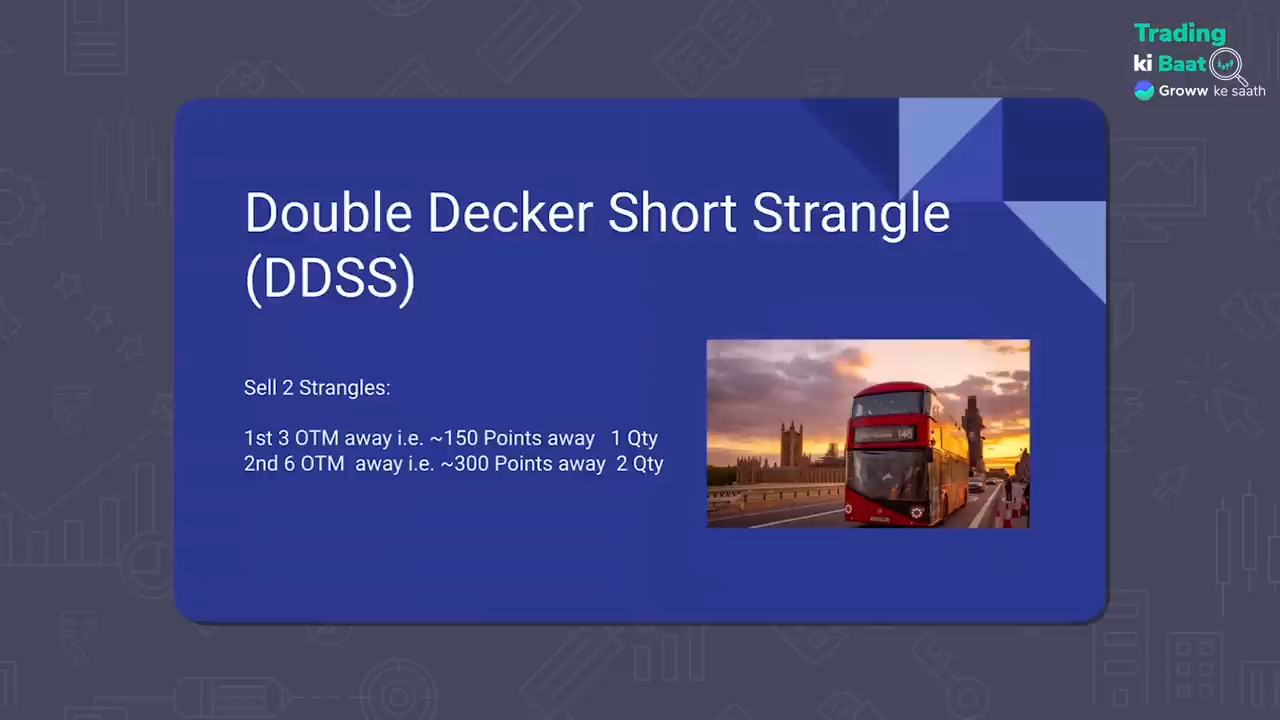 Trading
ki Baat
Groww ke saath
Double Decker Short Strangle
(DDSS)
Sell 2 Strangles:
1st 3 OTM away i.e. ~150 Points away 1 Qty
2nd 6 OTM away i.e. ~300 Points away 2 Qty
148